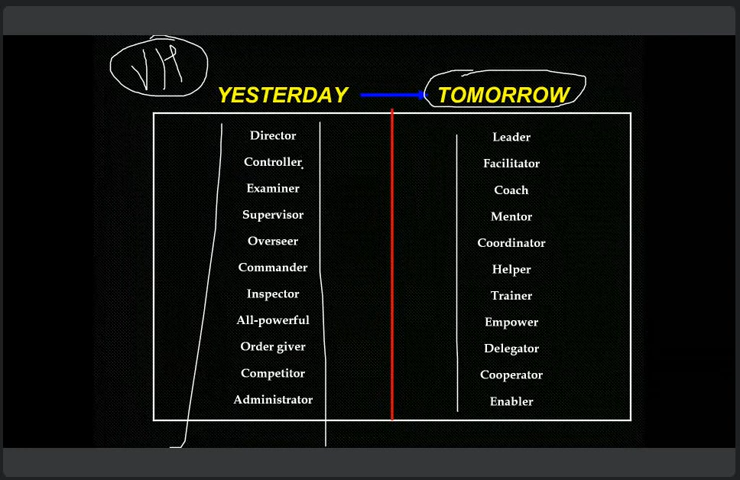 VIP
YESTERDAY TOMORROW
Director Leader
Controller Facilitator
Examiner Coach
Supervisor Mentor
Overseer Coordinator
Commander Helper
Inspector Trainer
All-powerful Empower
Order giver Delegator
Competitor Cooperator
Administrator Enabler